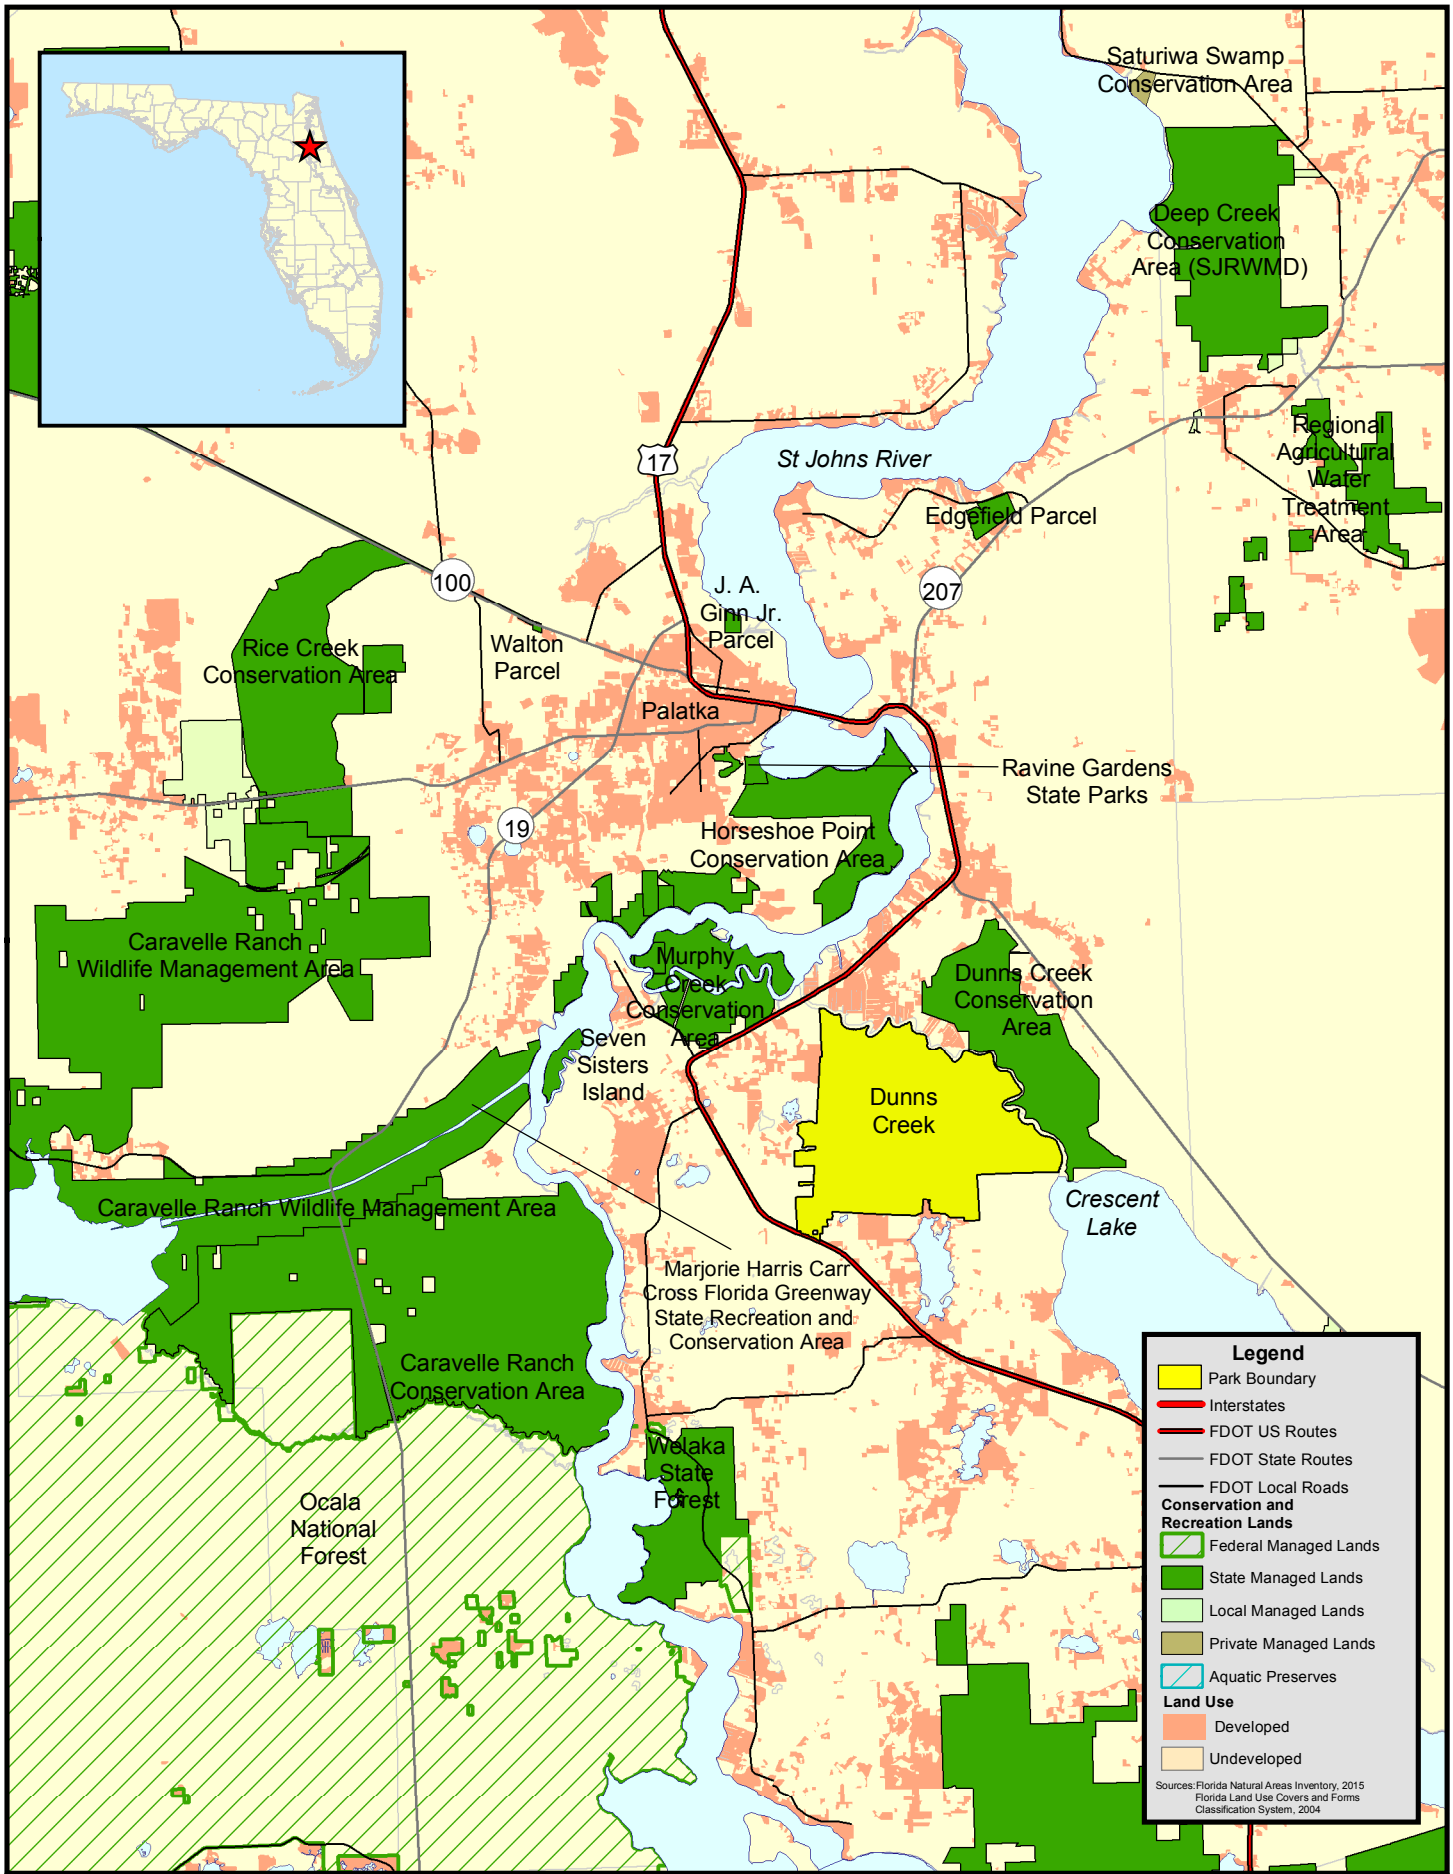 Saturiwa Swamp
Conservation Area
Deep Creek
Conservation
Area (SJRWMD)
Regional
Agricultural
Water
Treatment
Area
17
St Johns River
Edgefield Parcel
100
207
J. A.
Ginn Jr.
Parcel
Walton
Parcel
Rice Creek
Conservation Area
Palatka
Ravine Gardens
State Parks
19
Horseshoe Point
Conservation Area
Caravelle Ranch
Wildlife Management Area
Murphy
Creek
Conservation
Area
Dunns Creek
Conservation
Area
Seven
Sisters
Island
Dunns
Creek
Crescent
Lake
Caravelle Ranch Wildlife Management Area
Marjorie Harris Carr
Cross Florida Greenway
State Recreation and
Conservation Area
Caravelle Ranch
Conservation Area
Welaka
State
Forest
Ocala
National
Forest
Legend
Park Boundary
Interstates
FDOT US Routes
FDOT State Routes
FDOT Local Roads
Conservation and
Recreation Lands
Federal Managed Lands
State Managed Lands
Local Managed Lands
Private Managed Lands
Aquatic Preserves
Land Use
Developed
Undeveloped
Sources: Florida Natural Areas Inventory, 2015
Florida Land Use Covers and Forms
Classification System, 2004